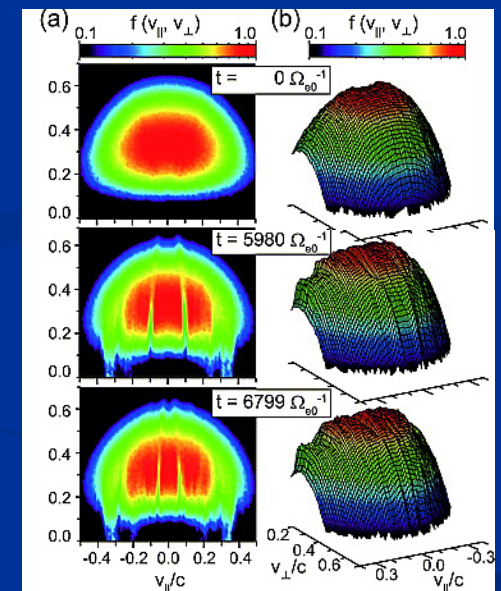 (a) f (v||, v⊥)
0.1 1.0
(b) f (v||, v⊥)
0.1 1.0
t = 0 Ωe0⁻¹
0.6
0.4
0.2
0.0
t = 5980 Ωe0⁻¹
0.6
0.4
0.2
0.0
t = 6799 Ωe0⁻¹
0.6
0.4
0.2
0.0
-0.4 -0.2 0.0 0.2 0.4
v||/c
0.2
0.4
0.6
v⊥/c
0.3 0.0 -0.3
v||/c